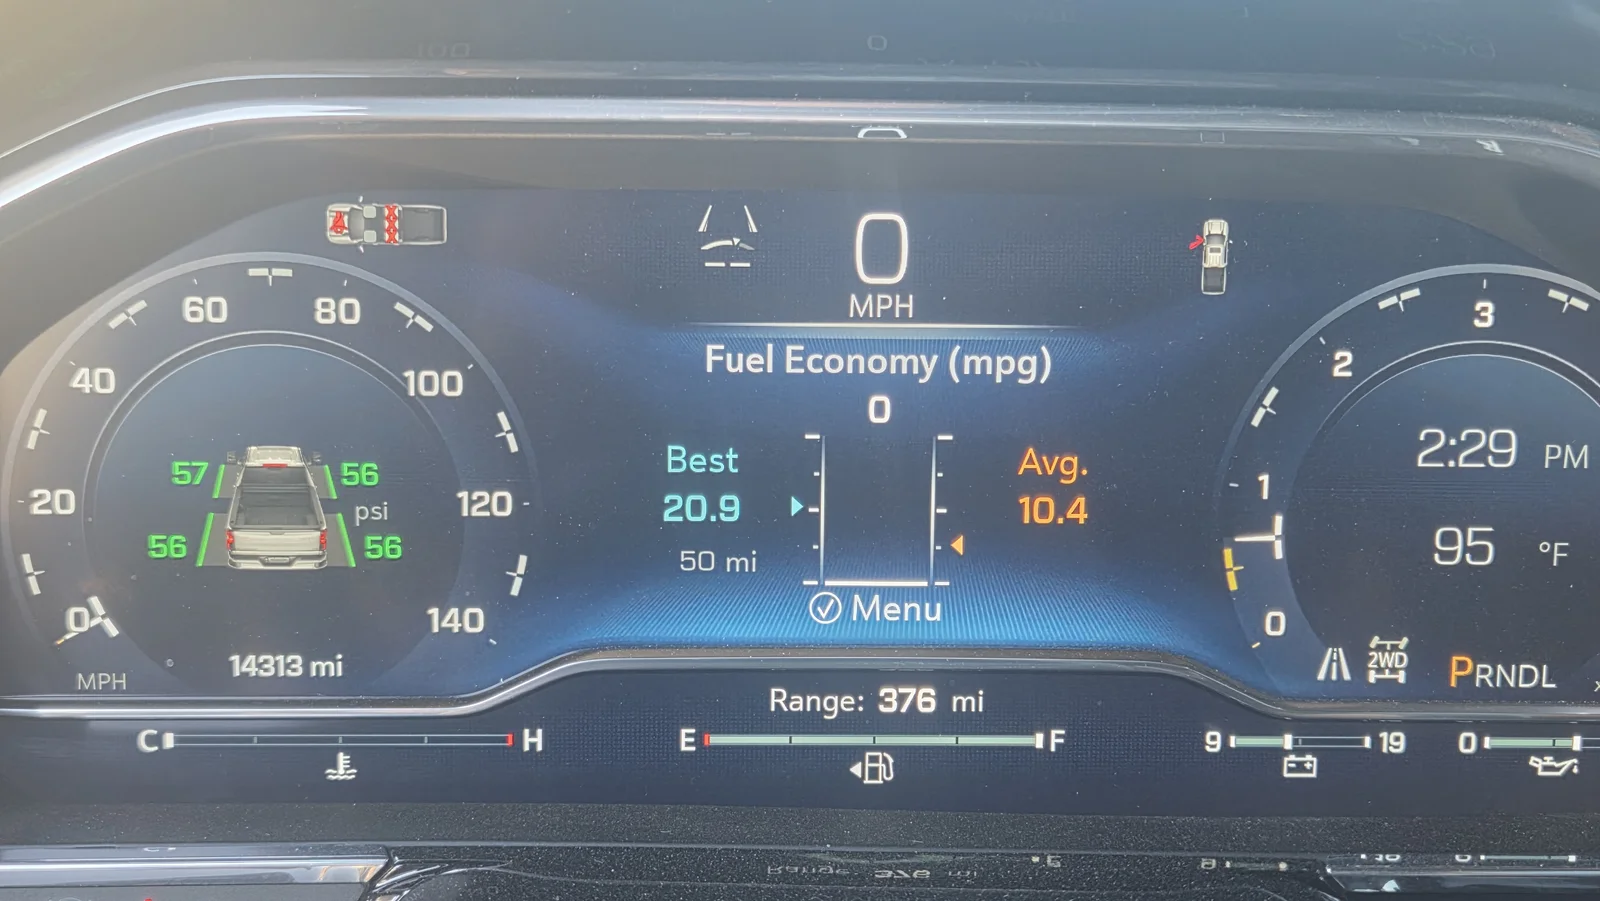 0
MPH
Fuel Economy (mpg)
0
Best
20.9
50 mi
Avg.
10.4
Menu
0
20
40
60
80
100
120
140
MPH
57
56
psi
56
56
14313 mi
0
1
2
3
2:29 PM
95 °F
2WD
PRNDL
Range: 376 mi
C
H
E
F
9
19
0